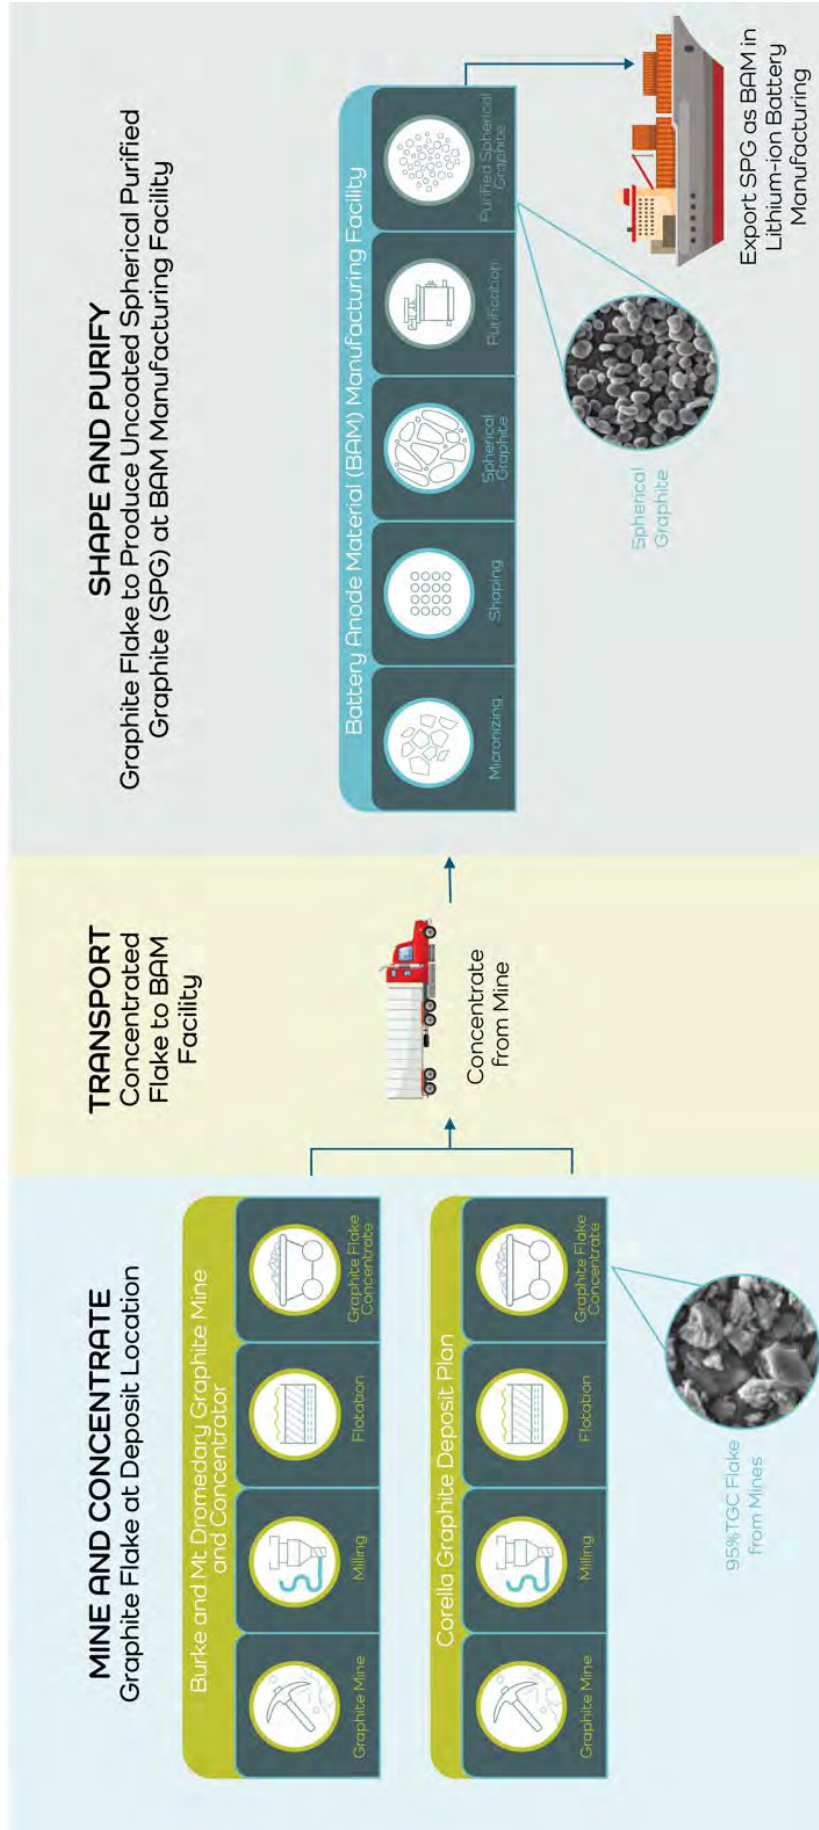 MINE AND CONCENTRATE
Graphite Flake at Deposit Location
Burke and Mt Dromedary Graphite Mine
and Concentrator
Graphite Mine
Milling
Flotation
Graphite Flake
Concentrate
Corella Graphite Deposit Plan
Graphite Mine
Milling
Flotation
Graphite Flake
Concentrate
95%TGC Flake
from Mines
TRANSPORT
Concentrated
Flake to BAM
Facility
Concentrate
from Mine
SHAPE AND PURIFY
Graphite Flake to Produce Uncoated Spherical Purified
Graphite (SPG) at BAM Manufacturing Facility
Battery Anode Material (BAM) Manufacturing Facility
Micronizing
Shaping
Spherical
Graphite
Purification
Purified Spherical
Graphite
Spherical
Graphite
Export SPG as BAM in
Lithium-ion Battery
Manufacturing